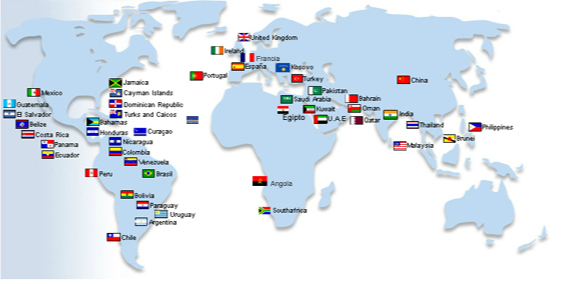 United Kingdom
Ireland
Francia
España
Kosovo
Portugal
Turkey
China
Jamaica
Mexico
Cayman Islands
Pakistan
Guatemala
Dominican Republic
Saudi Arabia
Bahrain
El Salvador
Turks and Caicos
Kuwait
Oman
Egipto
U.A.E
Qatar
India
Belize
Bahamas
Thailand
Philippines
Costa Rica
Honduras
Curaçao
Panama
Nicaragua
Malaysia
Brunei
Ecuador
Colombia
Venezuela
Peru
Brasil
Angola
Bolivia
Paraguay
Uruguay
Southafrica
Argentina
Chile